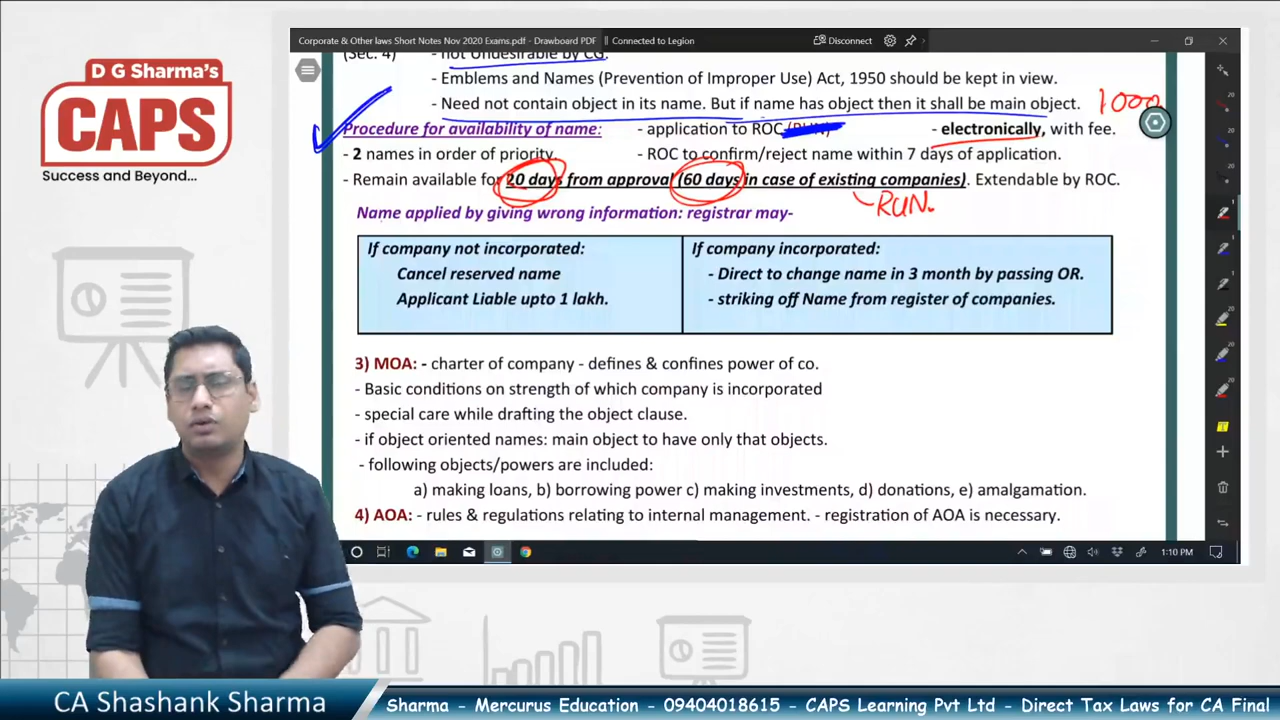 D G Sharma's
CAPS
Success and Beyond...
Corporate & Other laws Short Notes Nov 2020 Exams.pdf - Drawboard PDF
Connected to Legion
Disconnect
(Sec. 4) - not Undesirable by CG.
- Emblems and Names (Prevention of Improper Use) Act, 1950 should be kept in view.
- Need not contain object in its name. But if name has object then it shall be main object.
1000
Procedure for availability of name: - application to ROC - electronically, with fee.
- 2 names in order of priority. - ROC to confirm/reject name within 7 days of application.
- Remain available for 20 days from approval (60 days in case of existing companies). Extendable by ROC.
RUN.
Name applied by giving wrong information: registrar may-
If company not incorporated:
Cancel reserved name
Applicant Liable upto 1 lakh.
If company incorporated:
- Direct to change name in 3 month by passing OR.
- striking off Name from register of companies.
3) MOA: - charter of company - defines & confines power of co.
- Basic conditions on strength of which company is incorporated
- special care while drafting the object clause.
- if object oriented names: main object to have only that objects.
- following objects/powers are included:
a) making loans, b) borrowing power c) making investments, d) donations, e) amalgamation.
4) AOA: - rules & regulations relating to internal management. - registration of AOA is necessary.
1:10 PM
CA Shashank Sharma
Sharma - Mercurus Education - 09404018615 - CAPS Learning Pvt Ltd - Direct Tax Laws for CA Final